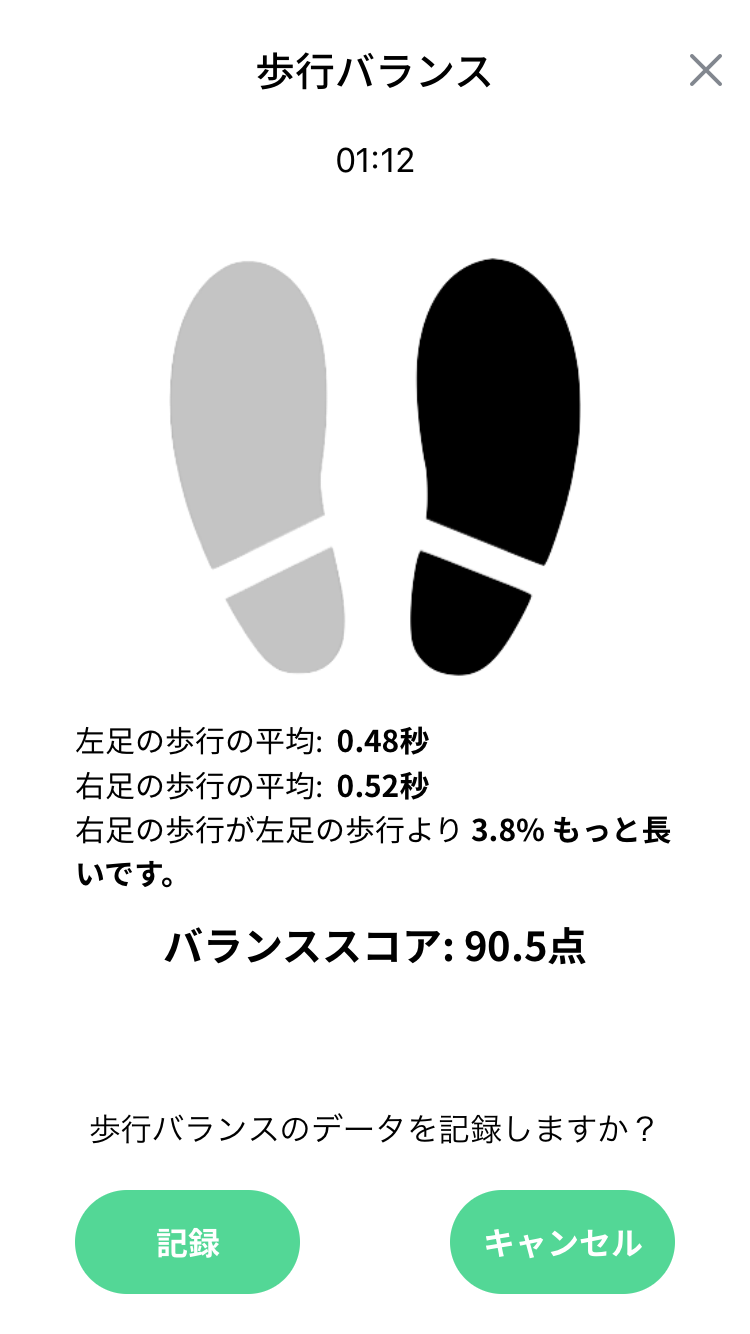 歩行バランス
01:12
左足の歩行の平均: 0.48秒
右足の歩行の平均: 0.52秒
右足の歩行が左足の歩行より 3.8% もっと長
いです。
バランススコア: 90.5点
歩行バランスのデータを記録しますか？
記録
キャンセル